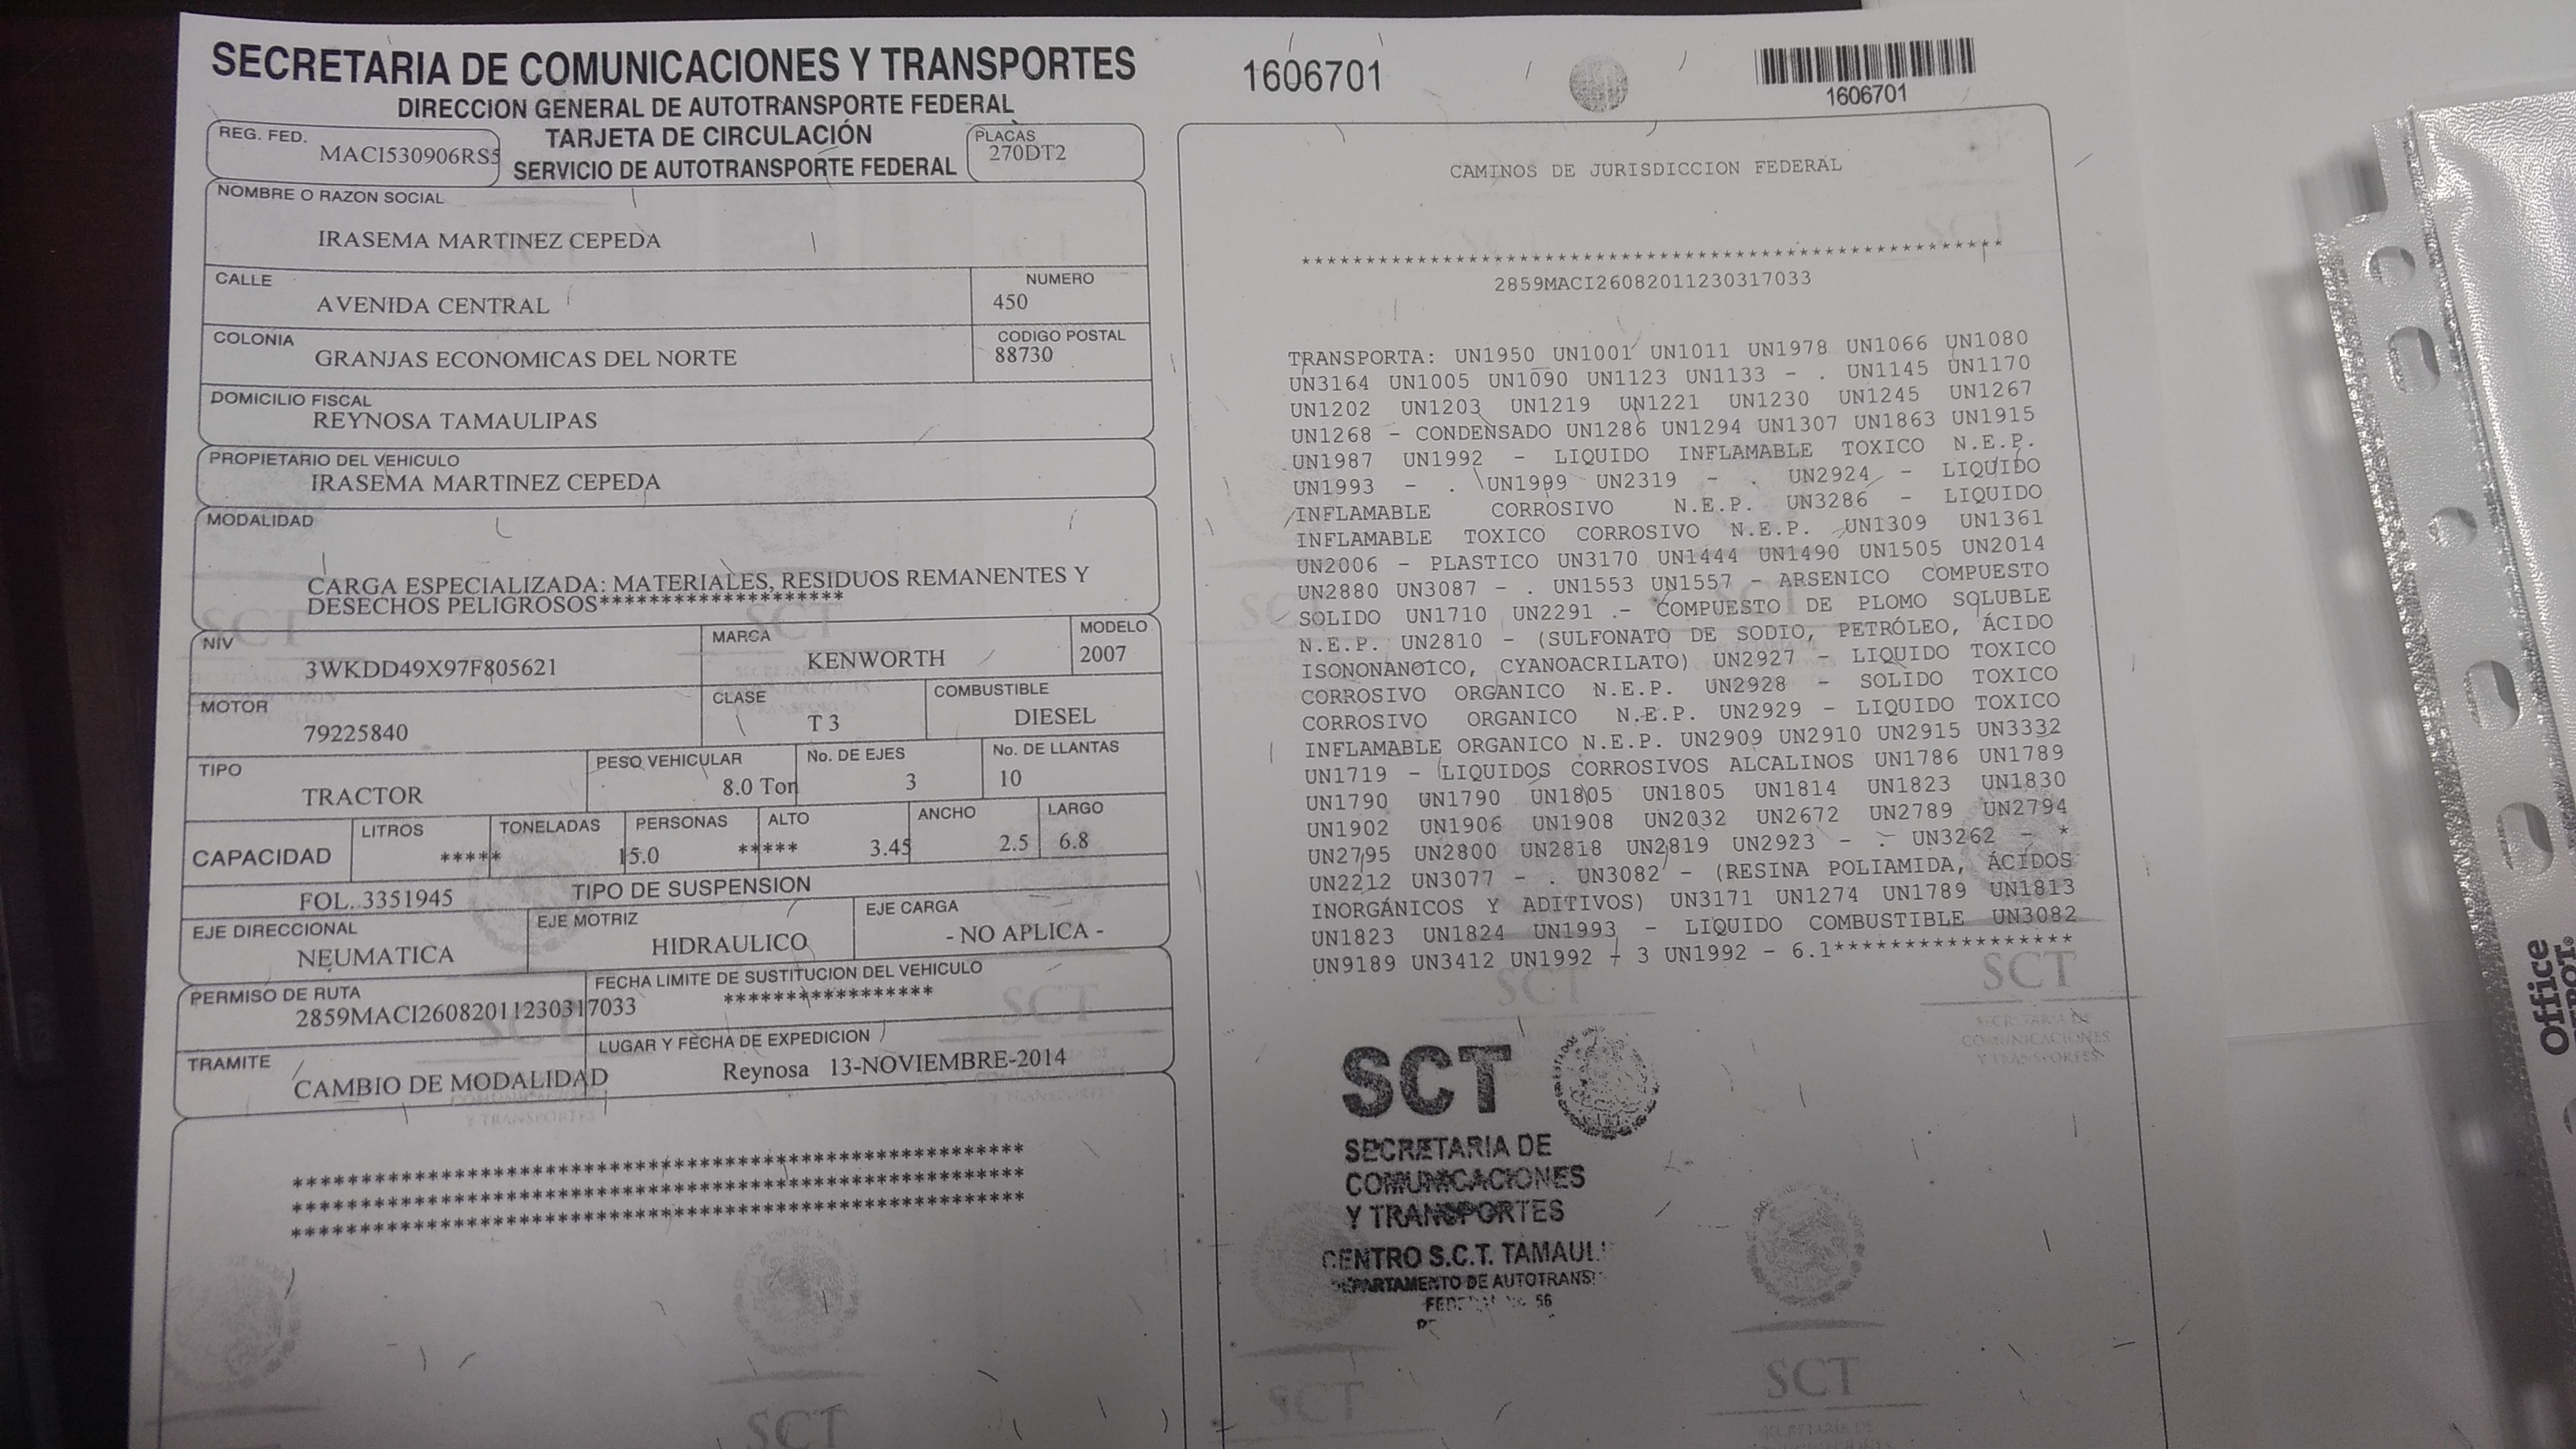 SECRETARIA DE COMUNICACIONES Y TRANSPORTES
DIRECCION GENERAL DE AUTOTRANSPORTE FEDERAL
TARJETA DE CIRCULACIÓN
SERVICIO DE AUTOTRANSPORTE FEDERAL
REG. FED.
MACI530906RS5
PLACAS
270DT2
NOMBRE O RAZON SOCIAL
IRASEMA MARTINEZ CEPEDA
CALLE
AVENIDA CENTRAL
NUMERO
450
COLONIA
GRANJAS ECONOMICAS DEL NORTE
CODIGO POSTAL
88730
DOMICILIO FISCAL
REYNOSA TAMAULIPAS
PROPIETARIO DEL VEHICULO
IRASEMA MARTINEZ CEPEDA
MODALIDAD
CARGA ESPECIALIZADA: MATERIALES, RESIDUOS REMANENTES Y
DESECHOS PELIGROSOS********************
NIV
3WKDD49X97F805621
MARCA
KENWORTH
MODELO
2007
MOTOR
79225840
CLASE
T 3
COMBUSTIBLE
DIESEL
TIPO
TRACTOR
PESO VEHICULAR
8.0 Ton
No. DE EJES
3
No. DE LLANTAS
10
CAPACIDAD
LITROS
*****
TONELADAS
15.0
PERSONAS
*****
ALTO
3.45
ANCHO
2.5
LARGO
6.8
FOL. 3351945
TIPO DE SUSPENSION
EJE DIRECCIONAL
NEUMATICA
EJE MOTRIZ
HIDRAULICO
EJE CARGA
- NO APLICA -
PERMISO DE RUTA
2859MACI26082011230317033
FECHA LIMITE DE SUSTITUCION DEL VEHICULO
*****************
TRAMITE
CAMBIO DE MODALIDAD
LUGAR Y FECHA DE EXPEDICION
Reynosa 13-NOVIEMBRE-2014
************************************************************
************************************************************
************************************************************
1606701
1606701
CAMINOS DE JURISDICCION FEDERAL
*******************************************************
2859MACI26082011230317033
TRANSPORTA: UN1950 UN1001 UN1011 UN1978 UN1066 UN1080
UN3164 UN1005 UN1090 UN1123 UN1133 - . UN1145 UN1170
UN1202 UN1203 UN1219 UN1221 UN1230 UN1245 UN1267
UN1268 - CONDENSADO UN1286 UN1294 UN1307 UN1863 UN1915
UN1987 UN1992 - LIQUIDO INFLAMABLE TOXICO N.E.P.
UN1993 - . UN1999 UN2319 - . UN2924 - LIQUIDO
INFLAMABLE CORROSIVO N.E.P. UN3286 - LIQUIDO
INFLAMABLE TOXICO CORROSIVO N.E.P. UN1309 UN1361
UN2006 - PLASTICO UN3170 UN1444 UN1490 UN1505 UN2014
UN2880 UN3087 - . UN1553 UN1557 - ARSENICO COMPUESTO
SOLIDO UN1710 UN2291 .- COMPUESTO DE PLOMO SOLUBLE
N.E.P. UN2810 - (SULFONATO DE SODIO, PETRÓLEO, ÁCIDO
ISONONANOICO, CYANOACRILATO) UN2927 - LIQUIDO TOXICO
CORROSIVO ORGANICO N.E.P. UN2928 - SOLIDO TOXICO
CORROSIVO ORGANICO N.E.P. UN2929 - LIQUIDO TOXICO
INFLAMABLE ORGANICO N.E.P. UN2909 UN2910 UN2915 UN3332
UN1719 - LIQUIDOS CORROSIVOS ALCALINOS UN1786 UN1789
UN1790 UN1790 UN1805 UN1805 UN1814 UN1823 UN1830
UN1902 UN1906 UN1908 UN2032 UN2672 UN2789 UN2794
UN2795 UN2800 UN2818 UN2819 UN2923 - . UN3262 - *
UN2212 UN3077 - . UN3082 - (RESINA POLIAMIDA, ÁCIDOS
INORGÁNICOS Y ADITIVOS) UN3171 UN1274 UN1789 UN1813
UN1823 UN1824 UN1993 - LIQUIDO COMBUSTIBLE UN3082
UN9189 UN3412 UN1992 - 3 UN1992 - 6.1*****************
SCT
SECRETARIA DE
COMUNICACIONES
Y TRANSPORTES
CENTRO S.C.T.
DEPARTAMENTO DE
56
SCT
SECRETARIA DE
COMUNICACIONES
Y TRANSPORTES
SCT
SCT
SCT
Office
DEPOT